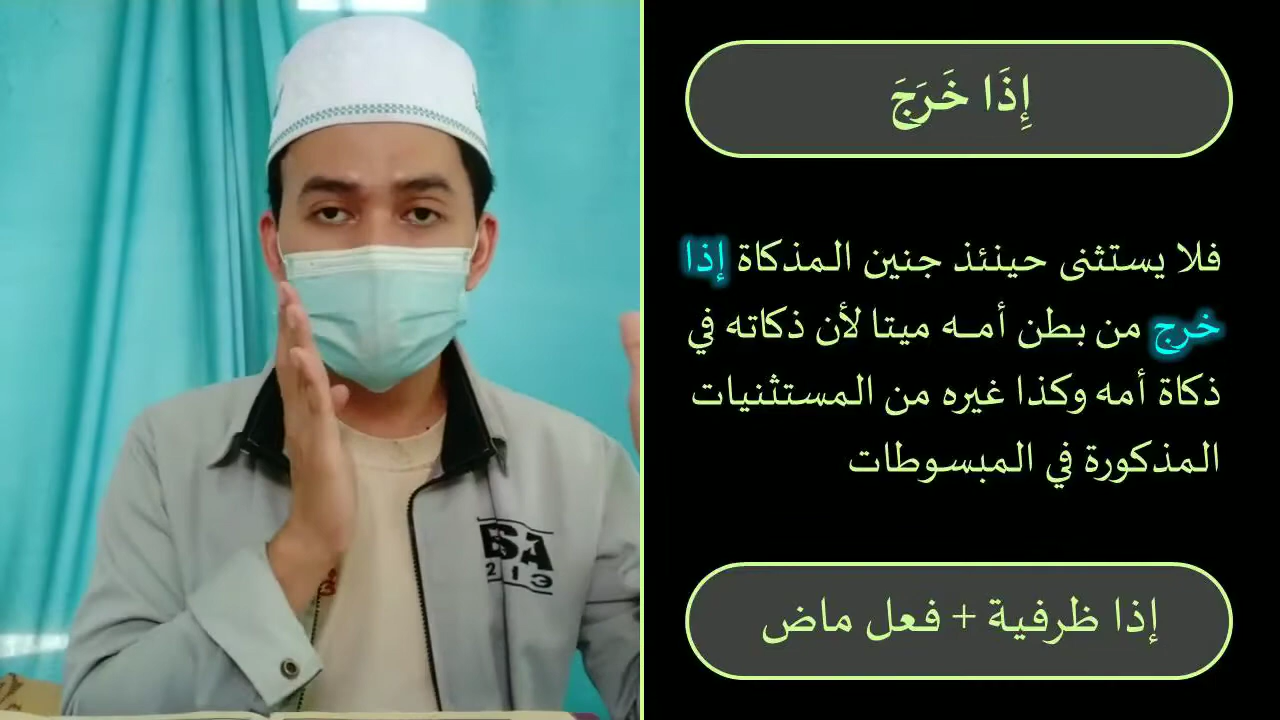 إِذَا خَرَجَ
فلا يستثنى حينئذ جنين المذكاة إذا
خرج من بطن أمه ميتا لأن ذكاته في
ذكاة أمه وكذا غيره من المستثنيات
المذكورة في المبسوطات
إذا ظرفية + فعل ماض
BSA
213